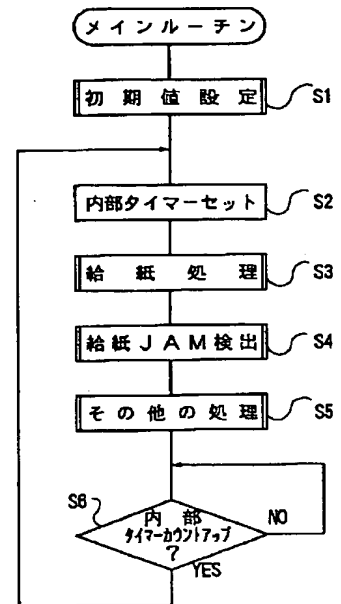 メインルーチン
初期値設定 S1
内部タイマーセット S2
給紙処理 S3
給紙JAM検出 S4
その他の処理 S5
S6
内部
タイマーカウントアップ
?
NO
YES